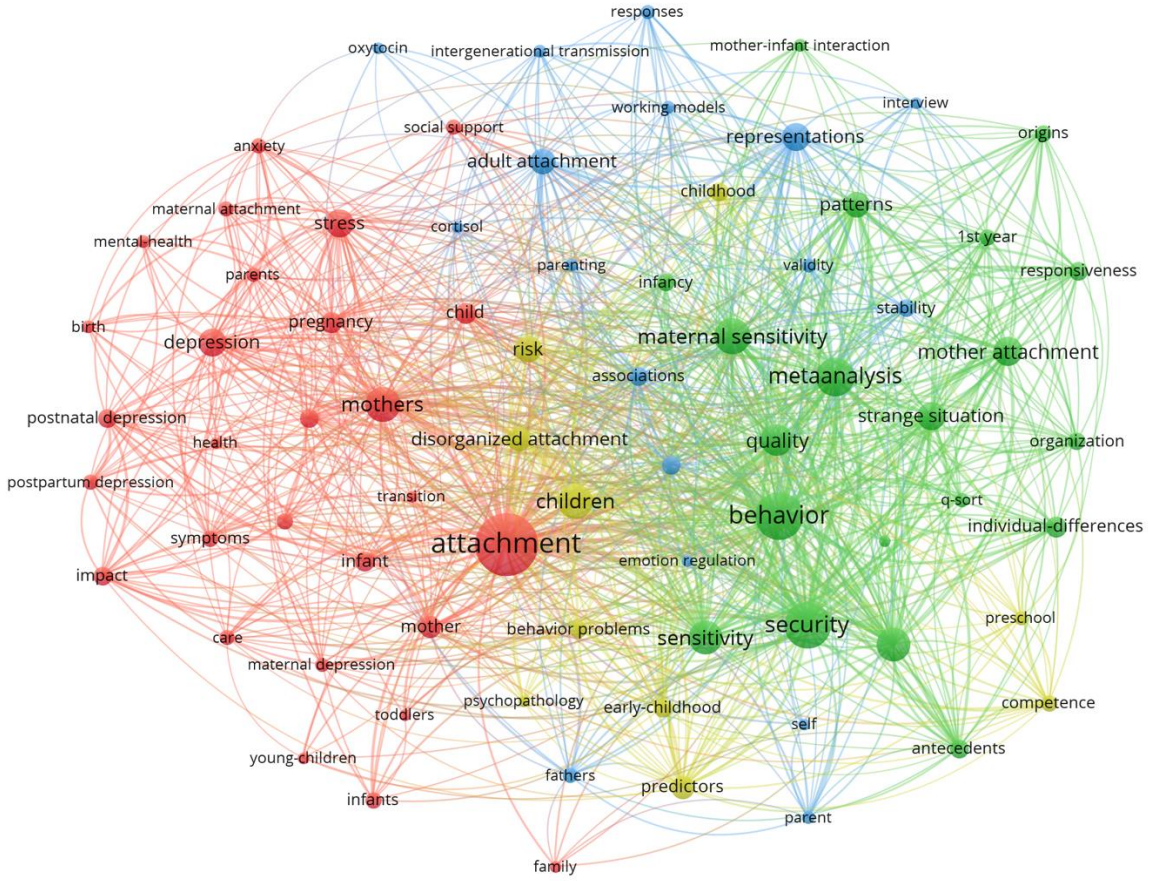 responses
oxytocin
intergenerational transmission
mother-infant interaction
working models
interview
social support
representations
origins
anxiety
adult attachment
childhood
maternal attachment
stress
patterns
mental-health
cortisol
1st year
parents
parenting
validity
responsiveness
infancy
birth
pregnancy
child
stability
depression
maternal sensitivity
risk
mother attachment
associations
metaanalysis
mothers
postnatal depression
strange situation
health
disorganized attachment
quality
organization
postpartum depression
transition
children
q-sort
behavior
individual-differences
symptoms
attachment
impact
infant
emotion regulation
preschool
care
mother
behavior problems
sensitivity
security
maternal depression
psychopathology
early-childhood
competence
toddlers
self
young-children
antecedents
fathers
predictors
infants
parent
family